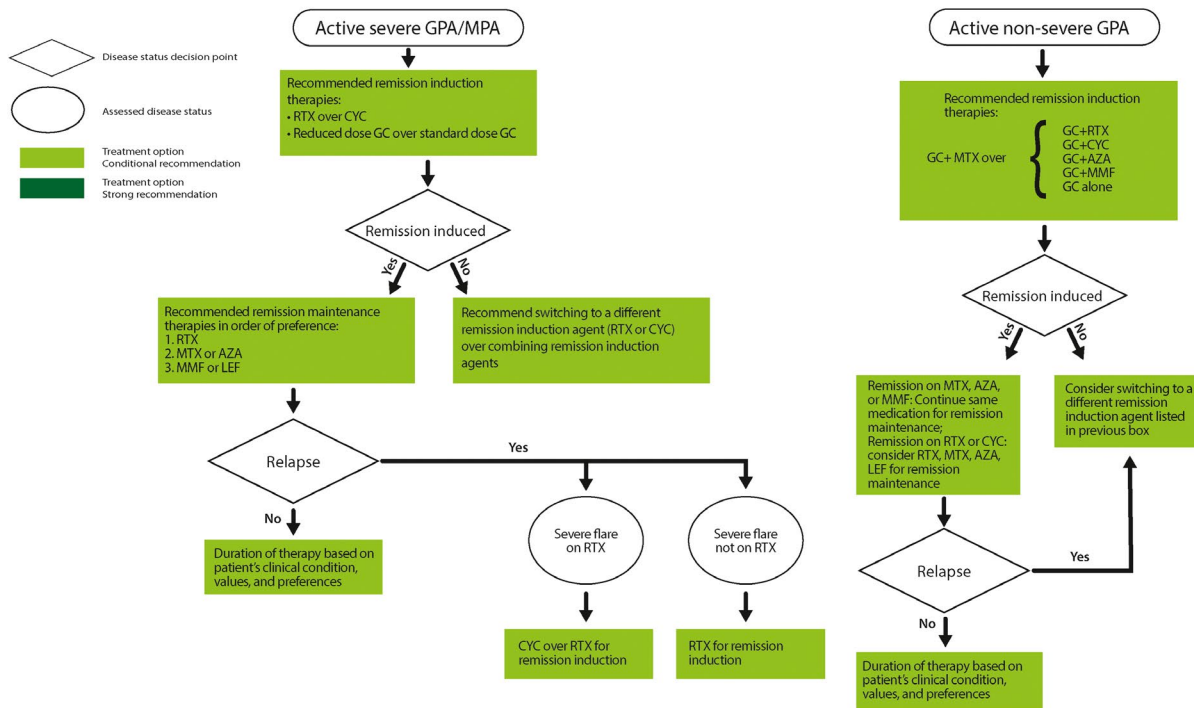 Disease status decision point
Assessed disease status
Treatment option
Conditional recommendation
Treatment option
Strong recommendation
Active severe GPA/MPA
Recommended remission induction
therapies:
• RTX over CYC
• Reduced dose GC over standard dose GC
Remission induced
Yes
No
Recommended remission maintenance
therapies in order of preference:
1. RTX
2. MTX or AZA
3. MMF or LEF
Recommend switching to a different
remission induction agent (RTX or CYC)
over combining remission induction
agents
Relapse
Yes
No
Severe flare
on RTX
Severe flare
not on RTX
Duration of therapy based on
patient's clinical condition,
values, and preferences
CYC over RTX for
remission induction
RTX for remission
induction
Active non-severe GPA
Recommended remission induction
therapies:
GC+ MTX over
GC+RTX
GC+CYC
GC+AZA
GC+MMF
GC alone
Remission induced
Yes
No
Remission on MTX, AZA,
or MMF: Continue same
medication for remission
maintenance;
Remission on RTX or CYC:
consider RTX, MTX, AZA,
LEF for remission
maintenance
Consider switching to a
different remission
induction agent listed
in previous box
Relapse
Yes
No
Duration of therapy based on
patient's clinical condition,
values, and preferences